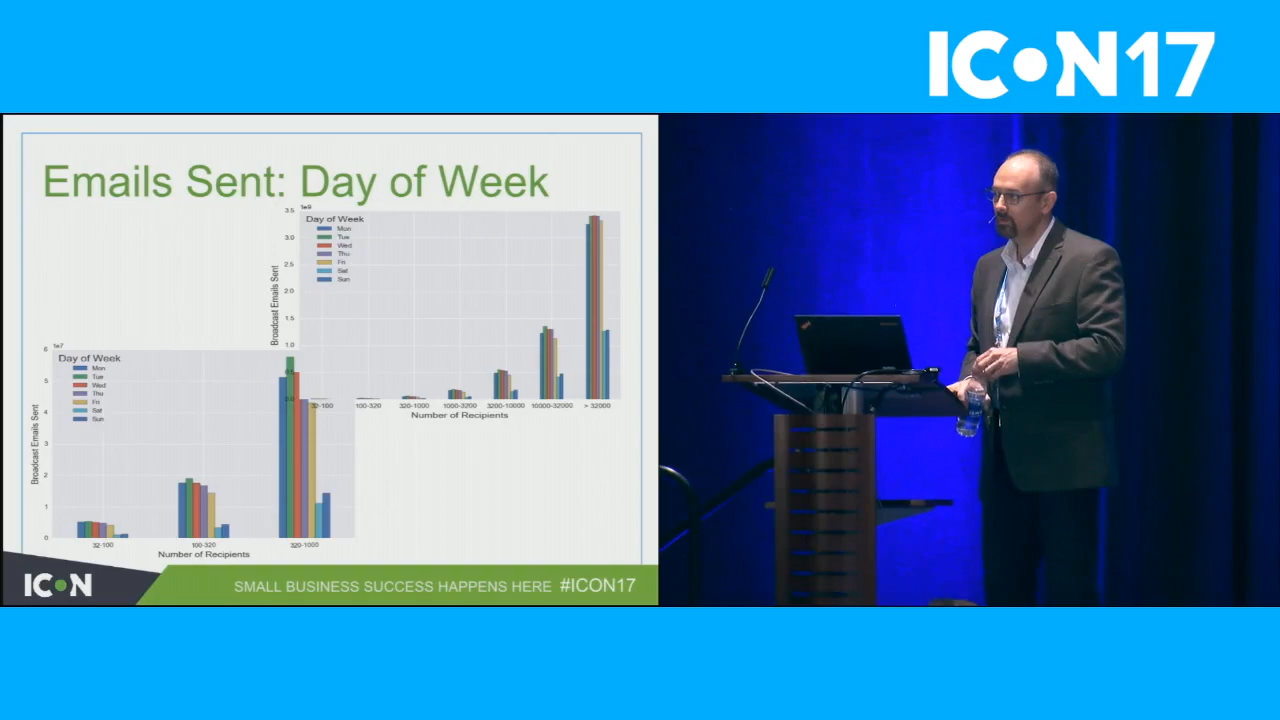 ICON17
Emails Sent: Day of Week
1e9
3.5
3.0
2.5
2.0
1.5
1.0
Broadcast Emails Sent
Day of Week
Mon
Tue
Wed
Thu
Fri
Sat
Sun
32-100
100-320
320-1000
1000-3200
3200-10000
10000-32000
> 32000
Number of Recipients
1e7
6
5
4
3
2
1
0
Broadcast Emails Sent
Day of Week
Mon
Tue
Wed
Thu
Fri
Sat
Sun
32-100
100-320
320-1000
Number of Recipients
ICON
SMALL BUSINESS SUCCESS HAPPENS HERE #ICON17